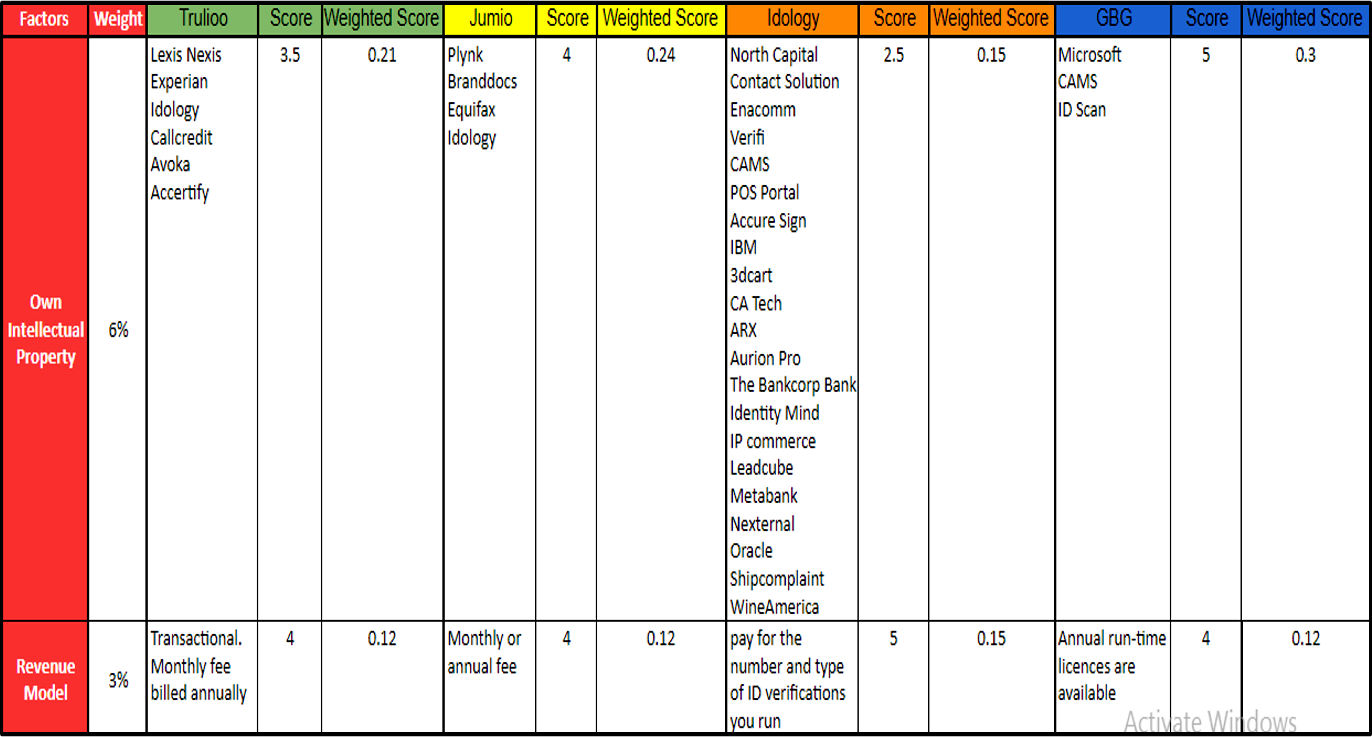 Factors Weight Trulioo Score Weighted Score Jumio Score Weighted Score Idology Score Weighted Score GBG Score Weighted Score
Own
Intellectual
Property
6%
Lexis Nexis
Experian
Idology
Callcredit
Avoka
Accertify
3.5
0.21
Plynk
Branddocs
Equifax
Idology
4
0.24
North Capital
Contact Solution
Enacomm
Verifi
CAMS
POS Portal
Accure Sign
IBM
3dcart
CA Tech
ARX
Aurion Pro
The Bankcorp Bank
Identity Mind
IP commerce
Leadcube
Metabank
Nexternal
Oracle
Shipcomplaint
WineAmerica
2.5
0.15
Microsoft
CAMS
ID Scan
5
0.3
Revenue
Model
3%
Transactional.
Monthly fee
billed annually
4
0.12
Monthly or
annual fee
4
0.12
pay for the
number and type
of ID verifications
you run
5
0.15
Annual run-time
licences are
available
4
0.12
Activate Windows